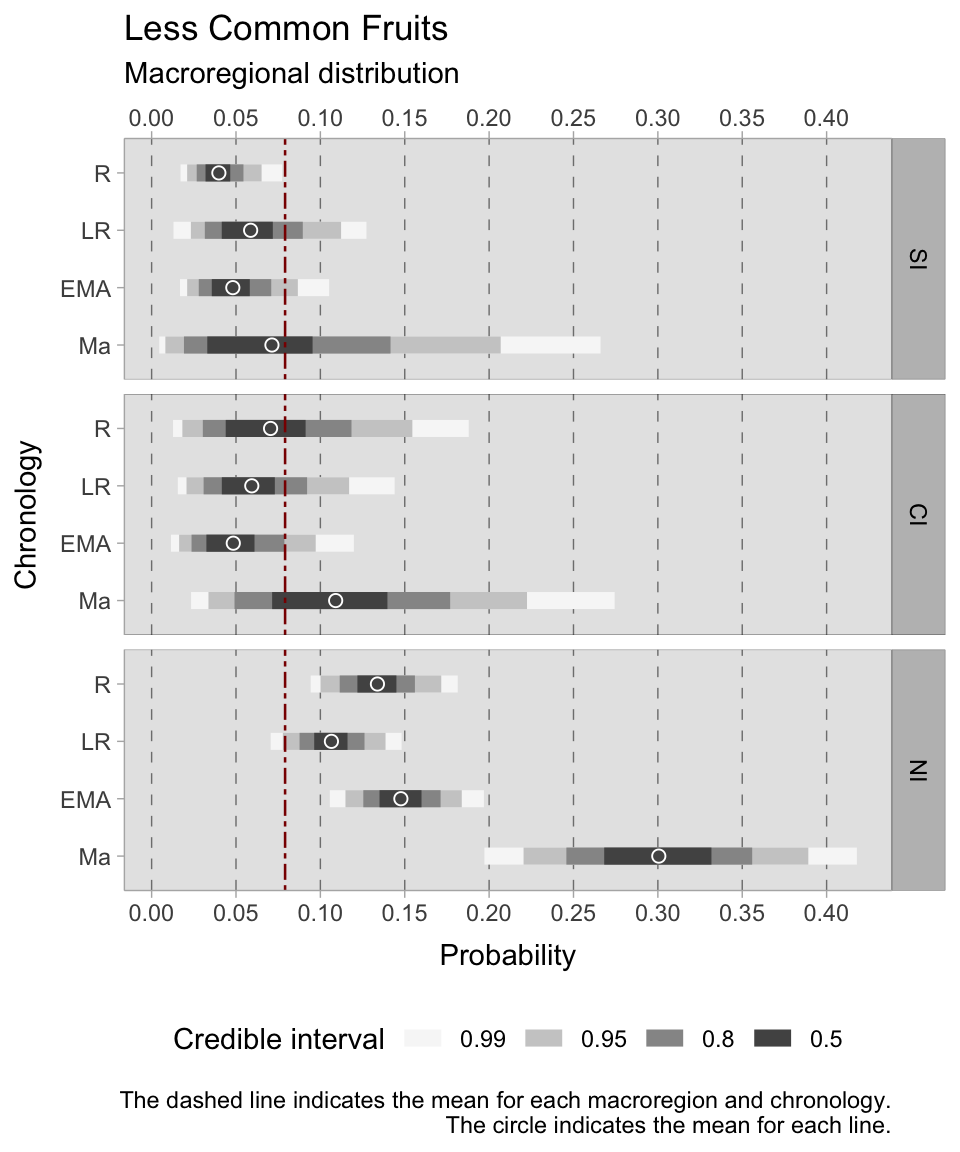 Less Common Fruits
Macroregional distribution
0.00 0.05 0.10 0.15 0.20 0.25 0.30 0.35 0.40
R
LR
EMA
Ma
SI
Chronology
R
LR
EMA
Ma
CI
R
LR
EMA
Ma
NI
0.00 0.05 0.10 0.15 0.20 0.25 0.30 0.35 0.40
Probability
Credible interval 0.99 0.95 0.8 0.5
The dashed line indicates the mean for each macroregion and chronology.
The circle indicates the mean for each line.